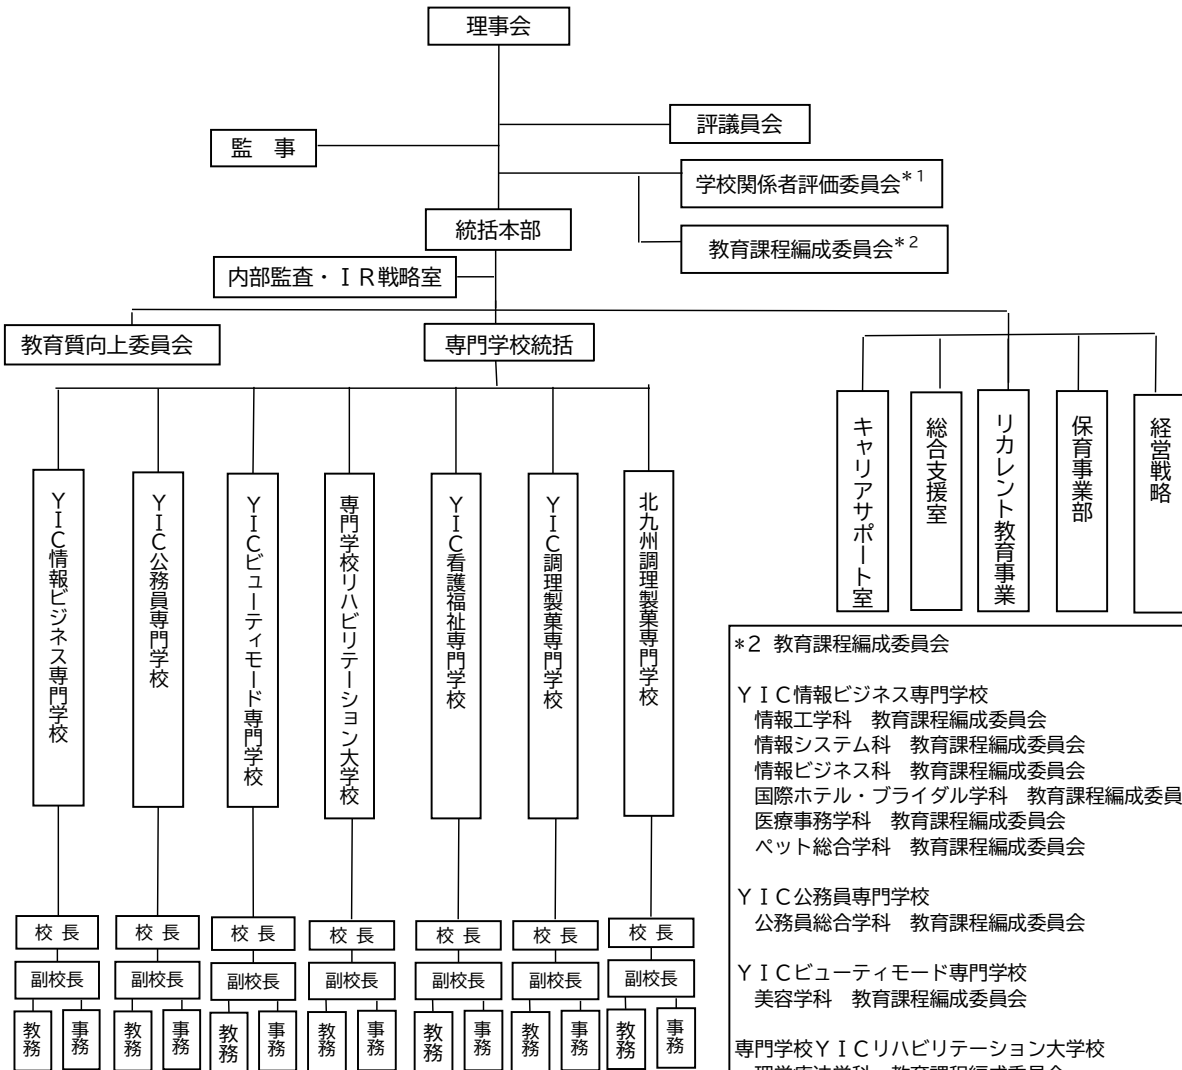 理事会
評議員会
監　事
学校関係者評価委員会*1
統括本部
教育課程編成委員会*2
内部監査・ＩＲ戦略室
教育質向上委員会
専門学校統括
キャリアサポート室
総合支援室
リカレント教育事業
保育事業部
経営戦略
ＹＩＣ情報ビジネス専門学校
ＹＩＣ公務員専門学校
ＹＩＣビューティモード専門学校
専門学校リハビリテーション大学校
ＹＩＣ看護福祉専門学校
ＹＩＣ調理製菓専門学校
北九州調理製菓専門学校
校 長
校 長
校 長
校 長
校 長
校 長
校 長
副校長
副校長
副校長
副校長
副校長
副校長
副校長
教務
事務
教務
事務
教務
事務
教務
事務
教務
事務
教務
事務
教務
事務
*2 教育課程編成委員会
ＹＩＣ情報ビジネス専門学校
情報工学科　教育課程編成委員会
情報システム科　教育課程編成委員会
情報ビジネス科　教育課程編成委員会
国際ホテル・ブライダル学科　教育課程編成委員
医療事務学科　教育課程編成委員会
ペット総合学科　教育課程編成委員会
ＹＩＣ公務員専門学校
公務員総合学科　教育課程編成委員会
ＹＩＣビューティモード専門学校
美容学科　教育課程編成委員会
専門学校ＹＩＣリハビリテーション大学校